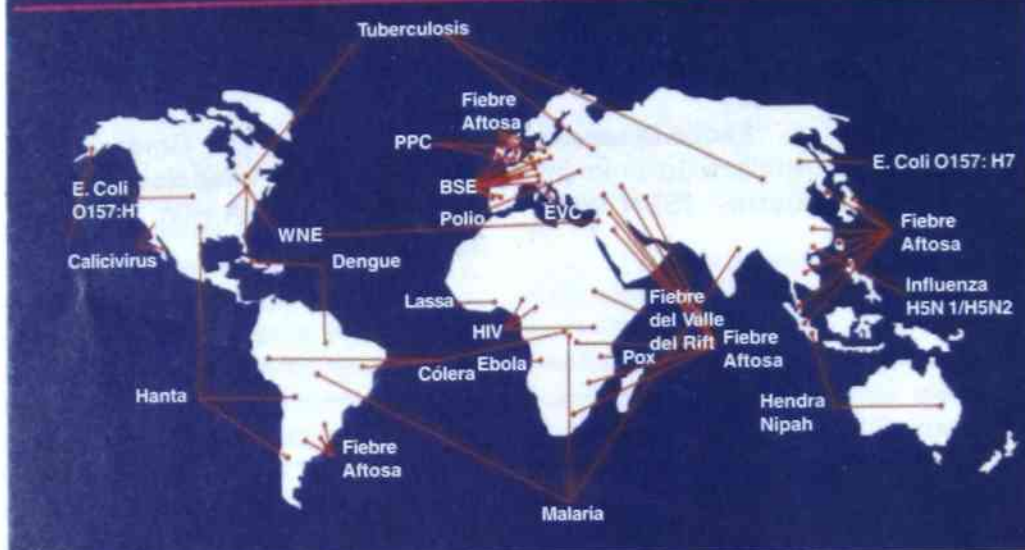 Tuberculosis
Fiebre
Aftosa
PPC
E. Coli O157: H7
BSE
E. Coli
O157:H7
Polio
EVC
Fiebre
Aftosa
WNE
Calicivirus
Dengue
Influenza
H5N 1/H5N2
Lassa
Fiebre
del Valle
del Rift
HIV
Fiebre
Aftosa
Ebola
Pox
Cólera
Hanta
Hendra
Nipah
Fiebre
Aftosa
Malaria